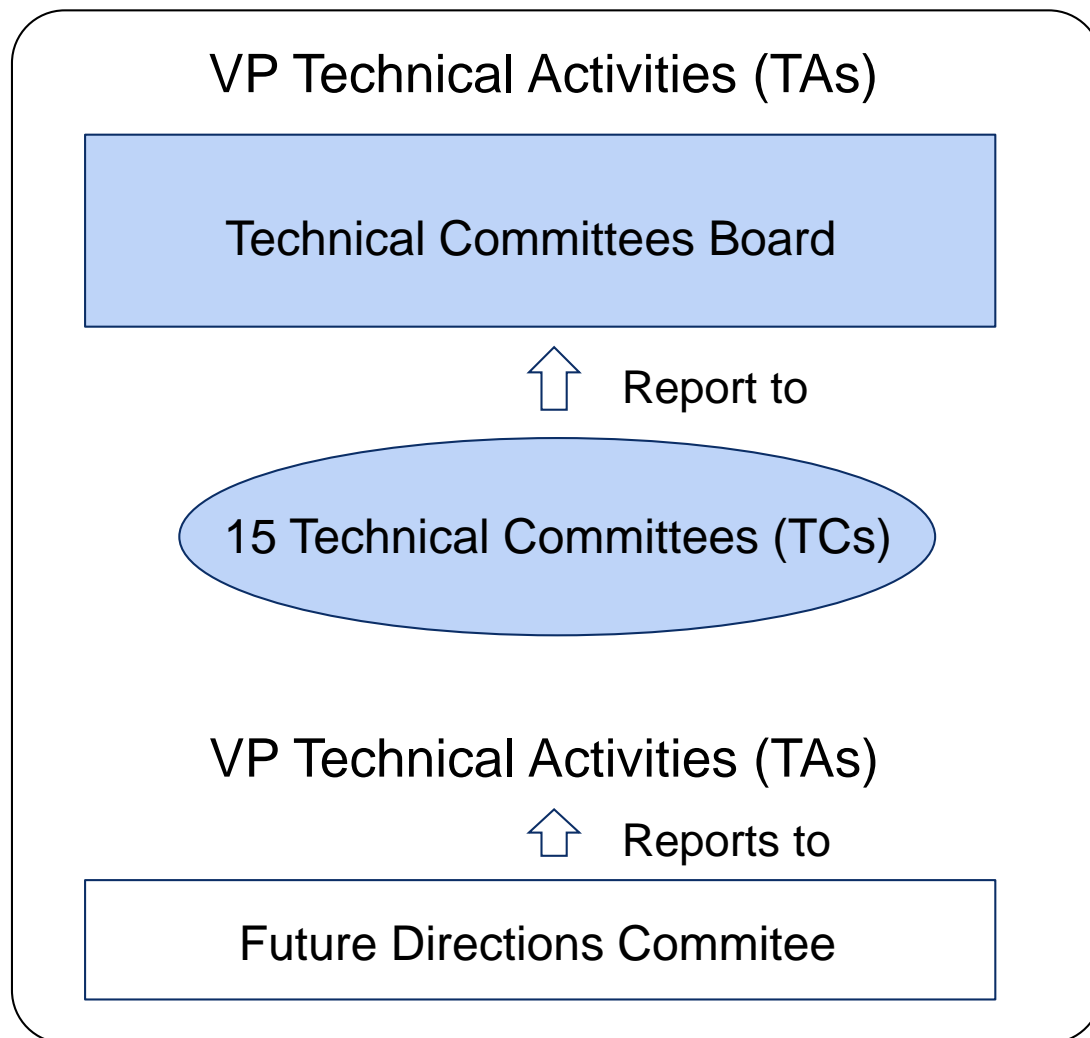 VP Technical Activities (TAs)
Technical Committees Board
Report to
15 Technical Committees (TCs)
VP Technical Activities (TAs)
Reports to
Future Directions Commitee